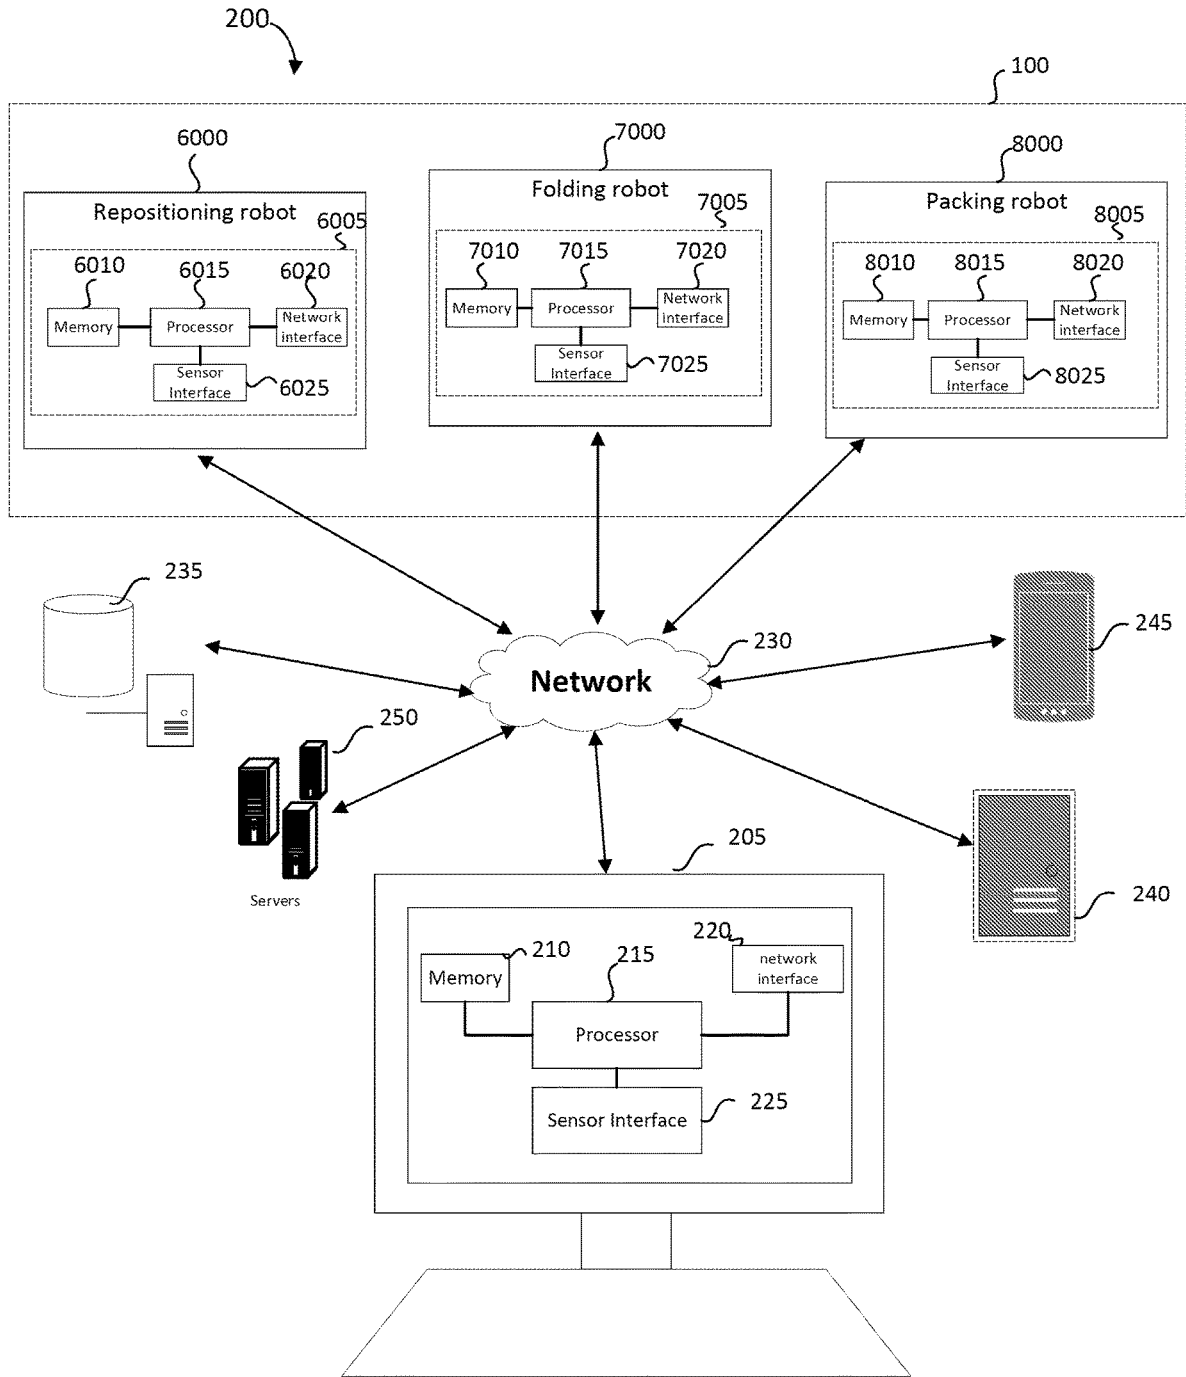 200
100
6000
Repositioning robot
6005
6010
6015
6020
Memory
Processor
Network
interface
Sensor
Interface
6025
7000
Folding robot
7005
7010
7015
7020
Memory
Processor
Network
interface
Sensor
Interface
7025
8000
Packing robot
8005
8010
8015
8020
Memory
Processor
Network
interface
Sensor
Interface
8025
235
230
Network
245
250
Servers
240
205
210
215
220
Memory
network
interface
Processor
Sensor Interface
225